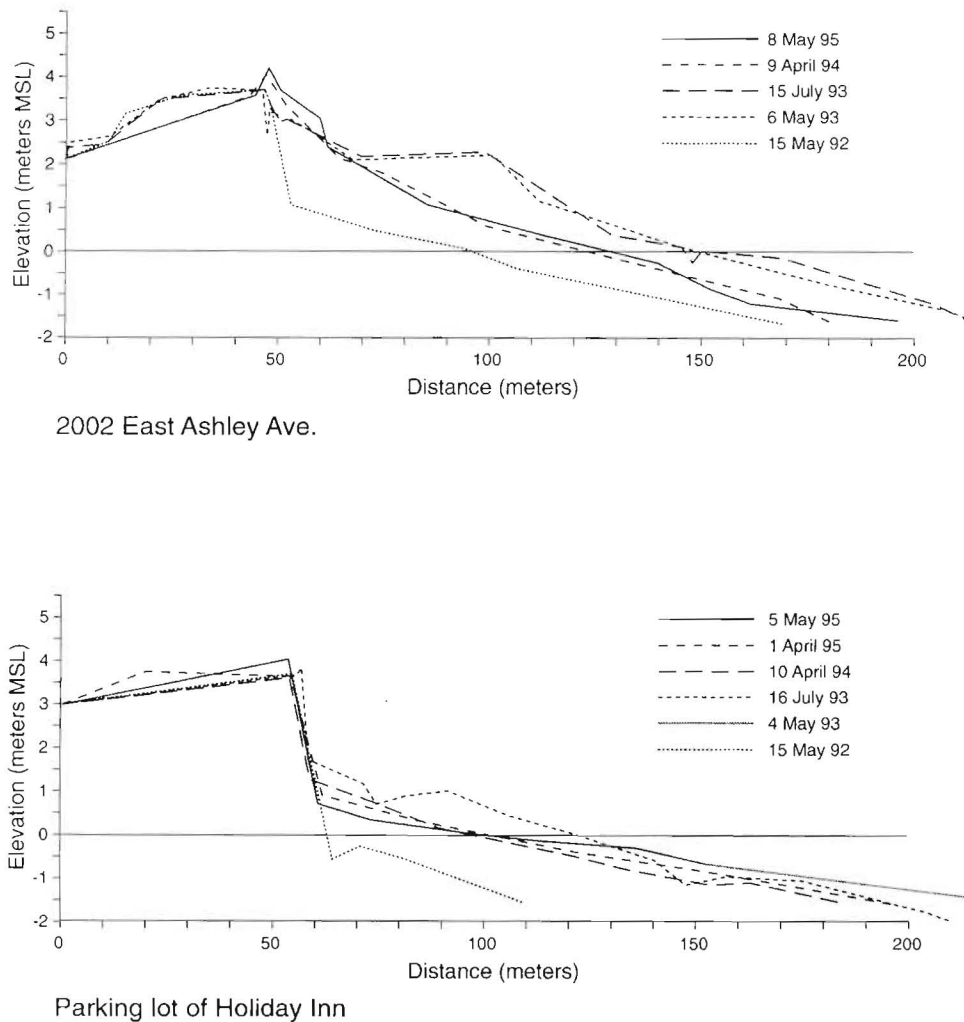 Elevation (meters MSL)
5
4
3
2
1
0
-1
-2
0 50 100 150 200
Distance (meters)
8 May 95
9 April 94
15 July 93
6 May 93
15 May 92
2002 East Ashley Ave.
Elevation (meters MSL)
5
4
3
2
1
0
-1
-2
0 50 100 150 200
Distance (meters)
5 May 95
1 April 95
10 April 94
16 July 93
4 May 93
15 May 92
Parking lot of Holiday Inn